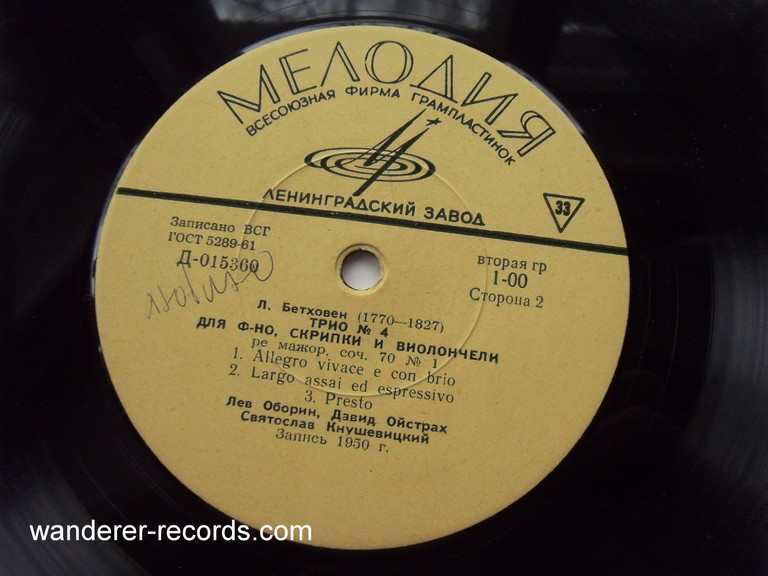 МЕЛОДИЯ
ВСЕСОЮЗНАЯ ФИРМА ГРАМПЛАСТИНОК
ЛЕНИНГРАДСКИЙ ЗАВОД
33
Записано ВСГ
ГОСТ 5289-61
Д-015360
вторая гр
1-00
Сторона 2
Л. Бетховен (1770—1827)
ТРИО № 4
ДЛЯ Ф-НО, СКРИПКИ И ВИОЛОНЧЕЛИ
ре мажор, соч. 70 № 1
1. Allegro vivace e con brio
2. Largo assai ed espressivo
3. Presto
Лев Оборин, Давид Ойстрах
Святослав Кнушевицкий
Запись 1950 г.
wanderer-records.com